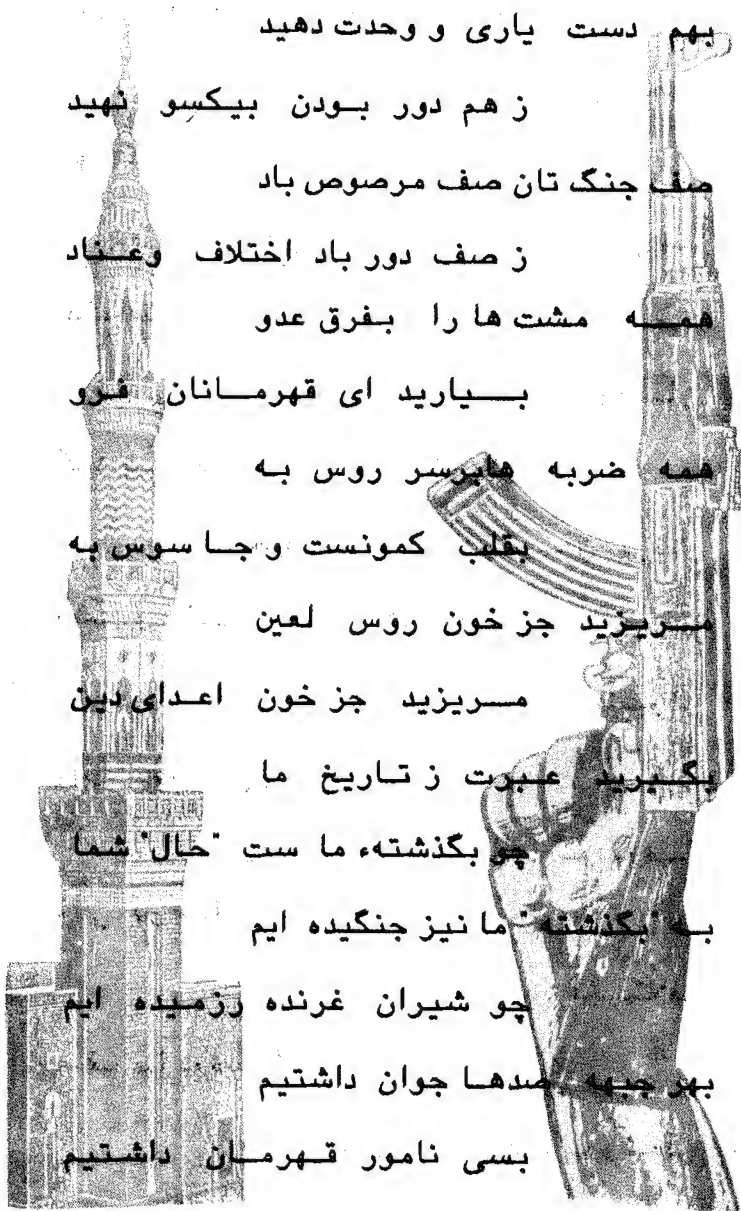 بهم دست یاری و وحدت دهید
ز هم دور بودن بیکسو نهید
صف جنگ تان صف مرصوص باد
ز صف دور باد اختلاف وعناد
همه مشت ها را بفرق عدو
بیارید ای قهرمانان فرو
همه ضربه هابرسر روس به
بقلب کمونست و جاسوس به
مریزید جز خون روس لعین
مریزید جز خون اعدای دین
بگیرید عبرت ز تاریخ ما
چو بگذشتهء ما ست "حال" شما
به "بگذشته" ما نیز جنگیده ایم
چو شیران غرنده رزمیده ایم
بهر جبهه صدها جوان داشتیم
بسی نامور قهرمان داشتیم